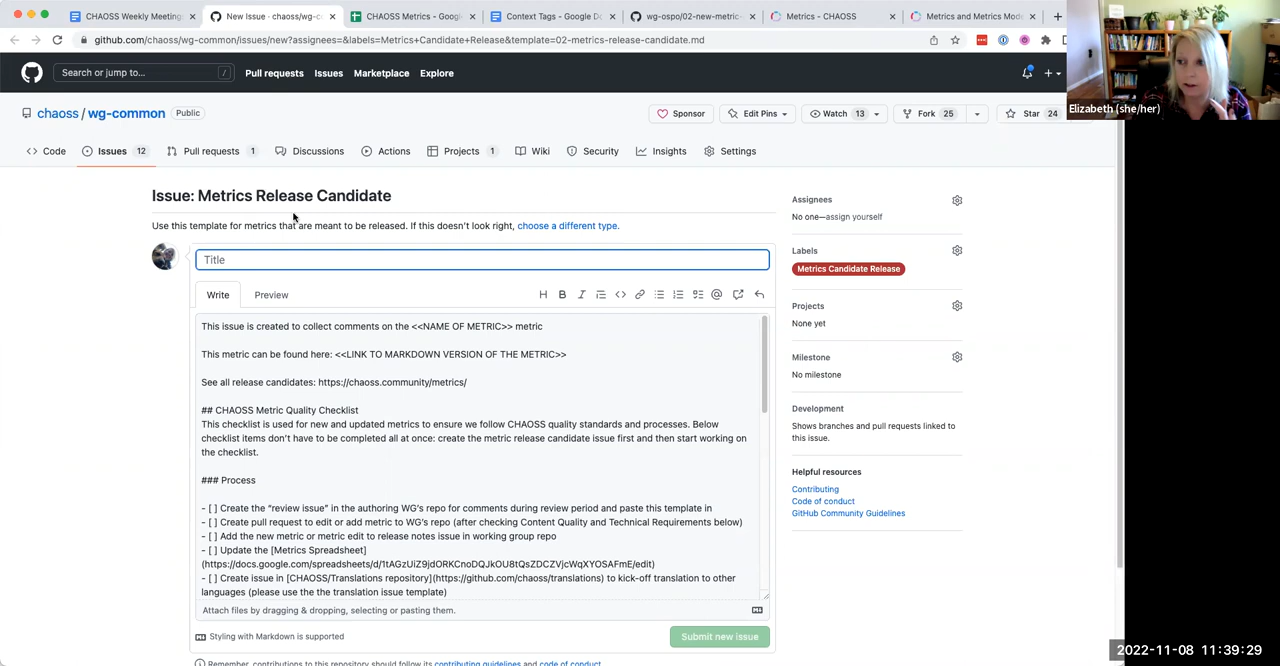 CHAOSS Weekly Meeting
New Issue · chaoss/wg-c
CHAOSS Metrics - Goog
Context Tags - Google D
wg-ospo/02-new-metric-
Metrics - CHAOSS
Metrics and Metrics Mod
github.com/chaoss/wg-common/issues/new?assignees=&labels=Metrics+Candidate+Release&template=02-metrics-release-candidate.md
Search or jump to...
/
Pull requests
Issues
Marketplace
Explore
Elizabeth (she/her)
chaoss / wg-common
Public
Sponsor
Edit Pins
Watch 13
Fork 25
Star 24
Code
Issues 12
Pull requests 1
Discussions
Actions
Projects 1
Wiki
Security
Insights
Settings
Issue: Metrics Release Candidate
Use this template for metrics that are meant to be released. If this doesn't look right, choose a different type.
Title
Write
Preview
This issue is created to collect comments on the <<NAME OF METRIC>> metric
This metric can be found here: <<LINK TO MARKDOWN VERSION OF THE METRIC>>
See all release candidates: https://chaoss.community/metrics/
## CHAOSS Metric Quality Checklist
This checklist is used for new and updated metrics to ensure we follow CHAOSS quality standards and processes. Below
checklist items don't have to be completed all at once: create the metric release candidate issue first and then start working on
the checklist.
### Process
- [ ] Create the “review issue” in the authoring WG's repo for comments during review period and paste this template in
- [ ] Create pull request to edit or add metric to WG's repo (after checking Content Quality and Technical Requirements below)
- [ ] Add the new metric or metric edit to release notes issue in working group repo
- [ ] Update the [Metrics Spreadsheet]
(https://docs.google.com/spreadsheets/d/1tAGzUiZ9jdORKCnoDQJkOU8tQsZDCZVjcWqXYOSAFmE/edit)
- [ ] Create issue in [CHAOSS/Translations repository](https://github.com/chaoss/translations) to kick-off translation to other
languages (please use the the translation issue template)
Attach files by dragging & dropping, selecting or pasting them.
Styling with Markdown is supported
Submit new issue
Remember, contributions to this repository should follow its contributing guidelines and code of conduct.
Assignees
No one—assign yourself
Labels
Metrics Candidate Release
Projects
None yet
Milestone
No milestone
Development
Shows branches and pull requests linked to
this issue.
Helpful resources
Contributing
Code of conduct
GitHub Community Guidelines
2022-11-08 11:39:29